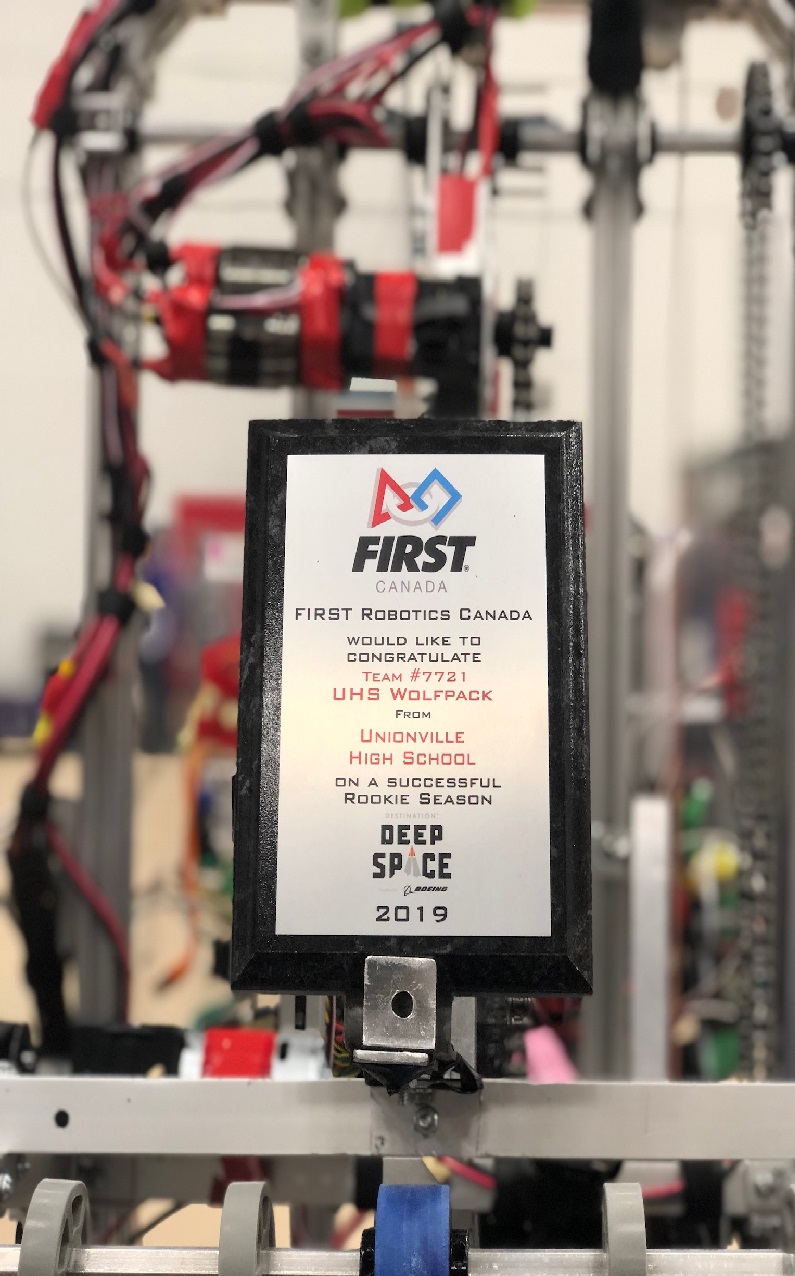 FIRST
CANADA
FIRST ROBOTICS CANADA
WOULD LIKE TO
CONGRATULATE
TEAM #7721
UHS WOLFPACK
FROM
UNIONVILLE
HIGH SCHOOL
ON A SUCCESSFUL
ROOKIE SEASON
DESTINATION:
DEEP
SPACE
BOEING
2019